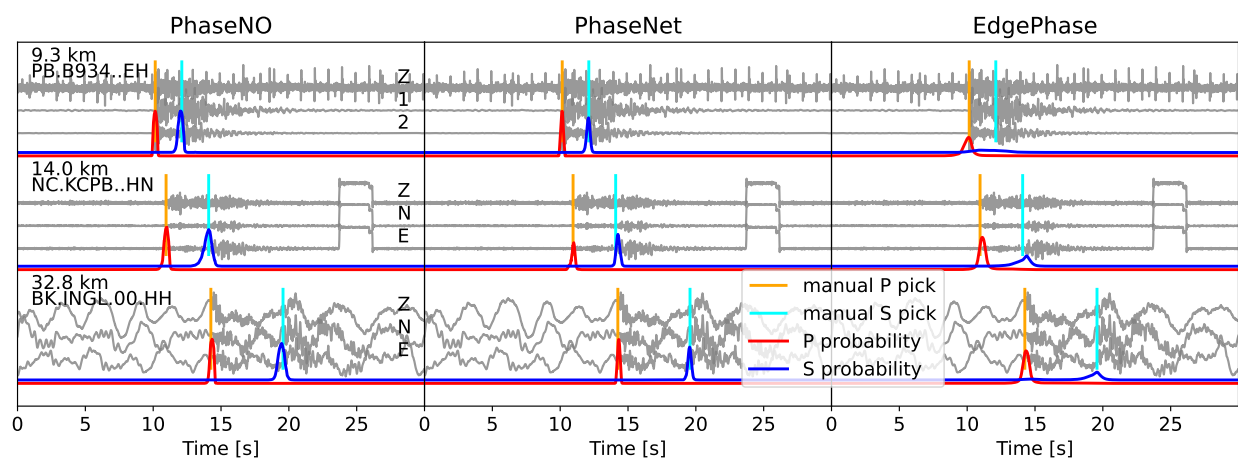 PhaseNO PhaseNet EdgePhase
9.3 km
PB.B934..EH
Z
1
2
14.0 km
NC.KCPB..HN
Z
N
E
32.8 km
BK.INGL.00.HH
Z
N
E
manual P pick
manual S pick
P probability
S probability
0 5 10 15 20 25 0 5 10 15 20 25 0 5 10 15 20 25
Time [s] Time [s] Time [s]